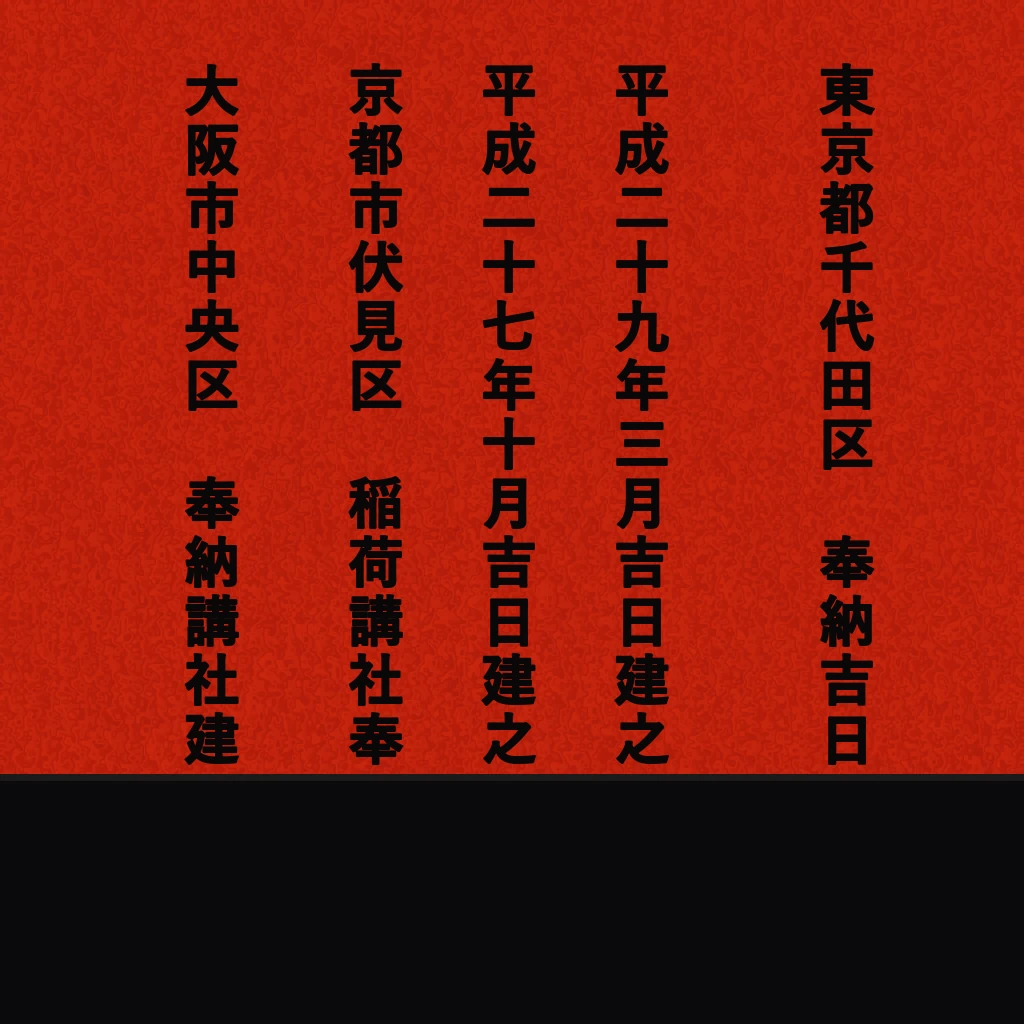 東京都千代田区　奉納吉日
平成二十九年三月吉日建之
平成二十七年十月吉日建之
京都市伏見区　稲荷講社奉
大阪市中央区　奉納講社建